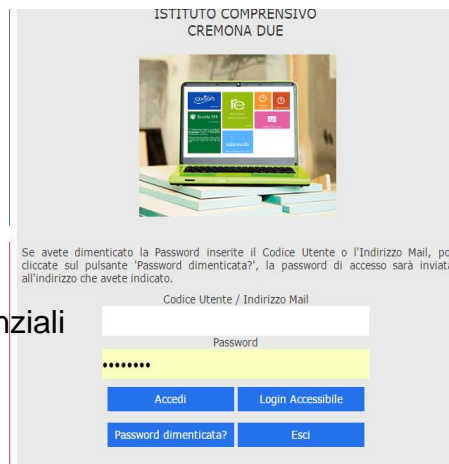 ISTITUTO COMPRENSIVO
CREMONA DUE
Se avete dimenticato la Password inserite il Codice Utente o l'Indirizzo Mail, po
cliccate sul pulsante 'Password dimenticata?', la password di accesso sarà inviata
all'indirizzo che avete indicato.
Codice Utente / Indirizzo Mail
nziali
Password
Accedi
Login Accessibile
Password dimenticata?
Esci